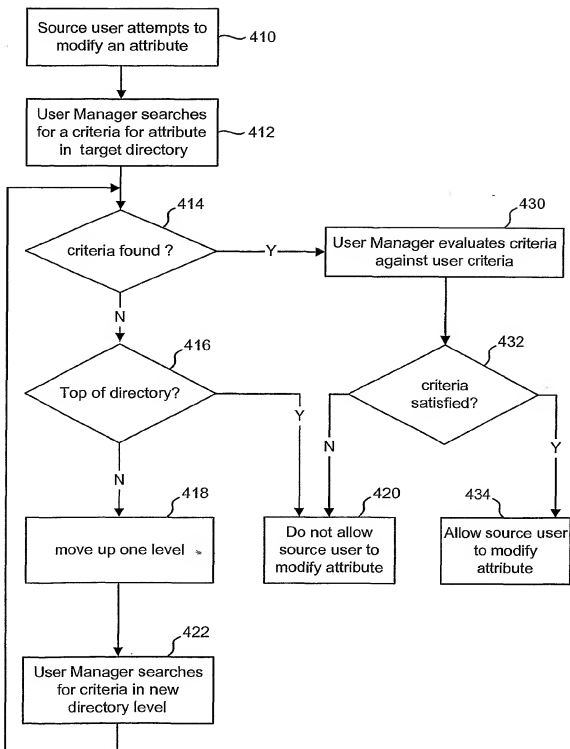 Source user attempts to
modify an attribute
410
User Manager searches
for a criteria for attribute
in target directory
412
414
criteria found ?
Y
N
430
User Manager evaluates criteria
against user criteria
416
Top of directory?
Y
N
432
criteria
satisfied?
N
Y
418
move up one level
420
Do not allow
source user to
modify attribute
434
Allow source user
to modify
attribute
422
User Manager searches
for criteria in new
directory level